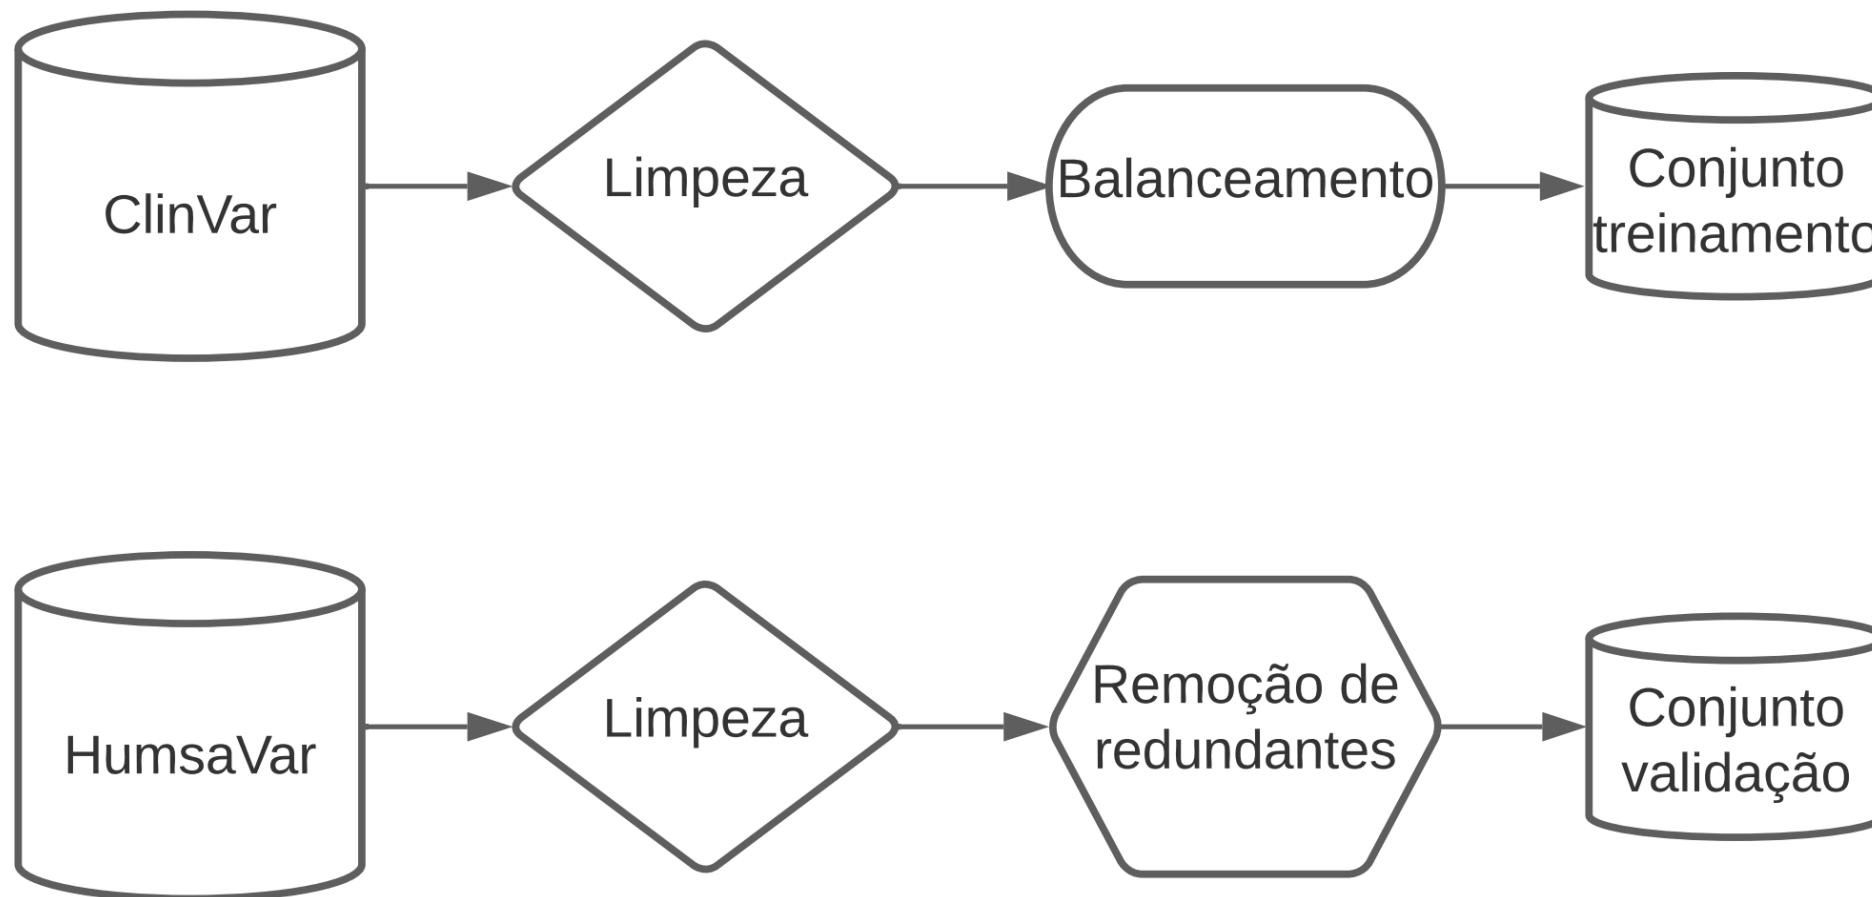 ClinVar
Limpeza
Balanceamento
Conjunto
treinamento
HumsaVar
Limpeza
Remoção de
redundantes
Conjunto
validação